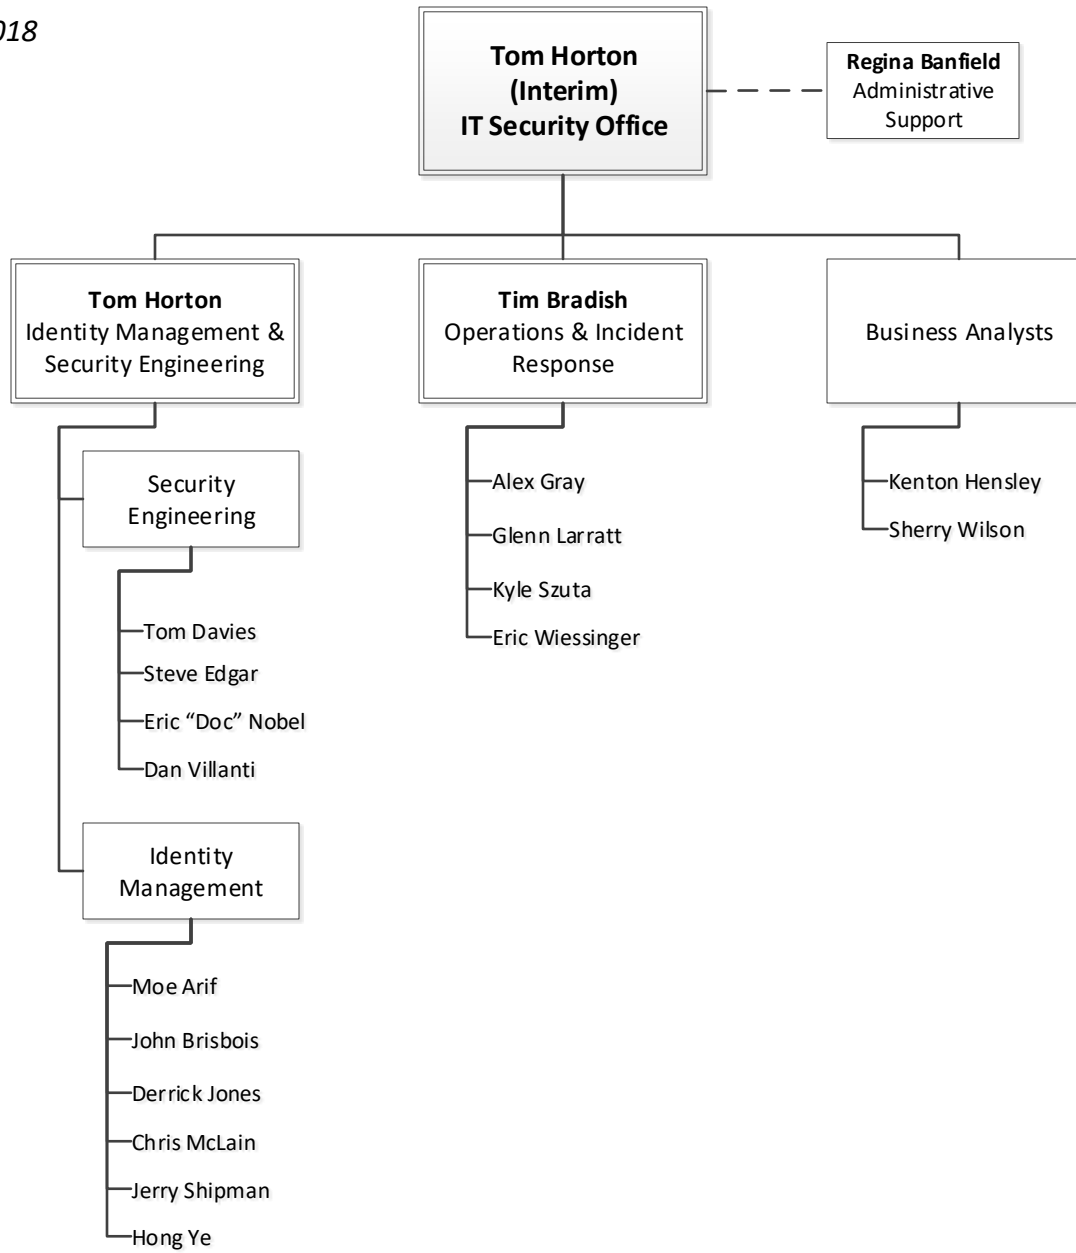 018
Tom Horton
(Interim)
IT Security Office
Regina Banfield
Administrative
Support
Tom Horton
Identity Management &
Security Engineering
Tim Bradish
Operations & Incident
Response
Business Analysts
Security
Engineering
Tom Davies
Steve Edgar
Eric “Doc” Nobel
Dan Villanti
Identity
Management
Moe Arif
John Brisbois
Derrick Jones
Chris McLain
Jerry Shipman
Hong Ye
Alex Gray
Glenn Larratt
Kyle Szuta
Eric Wiessinger
Kenton Hensley
Sherry Wilson